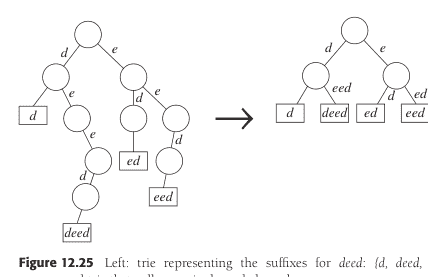 d e
d e
e d e eed d ed
d deed ed eed
d
e d
ed
d
eed
deed
Figure 12.25 Left: trie representing the suffixes for deed: {d, deed,